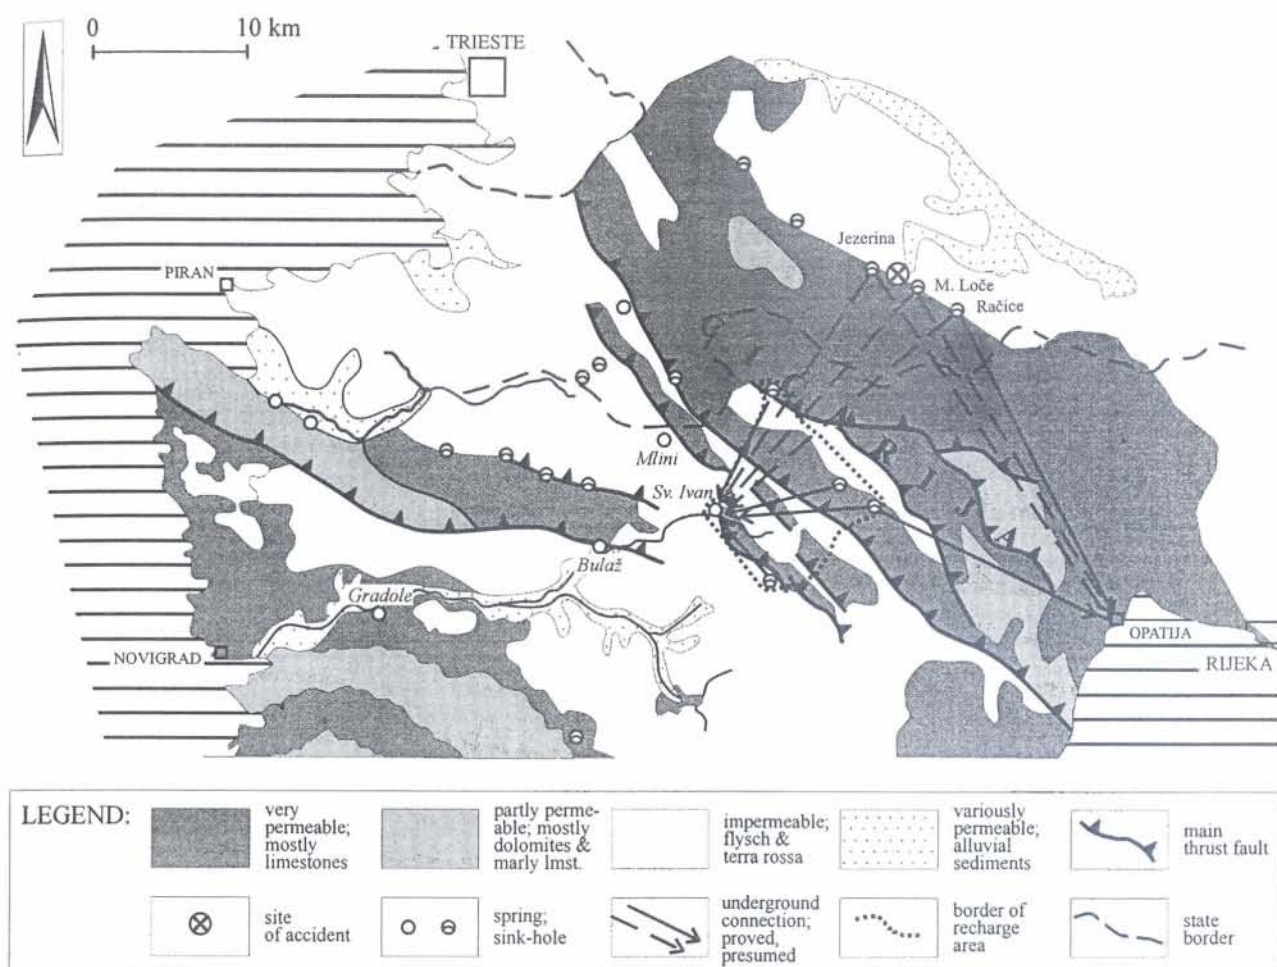 0 10 km
TRIESTE
Jezerina
PIRAN
M. Loče
Račice
Mlini
Sv. Ivan
Ć I Ć A R I J A
Bulaž
Gradole
OPATIJA
NOVIGRAD
RIJEKA
LEGEND:
very
permeable;
mostly
limestones
partly perme-
able; mostly
dolomites &
marly lmst.
impermeable;
flysch &
terra rossa
variously
permeable;
alluvial
sediments
main
thrust fault
site
of accident
spring;
sink-hole
underground
connection;
proved,
presumed
border of
recharge
area
state
border